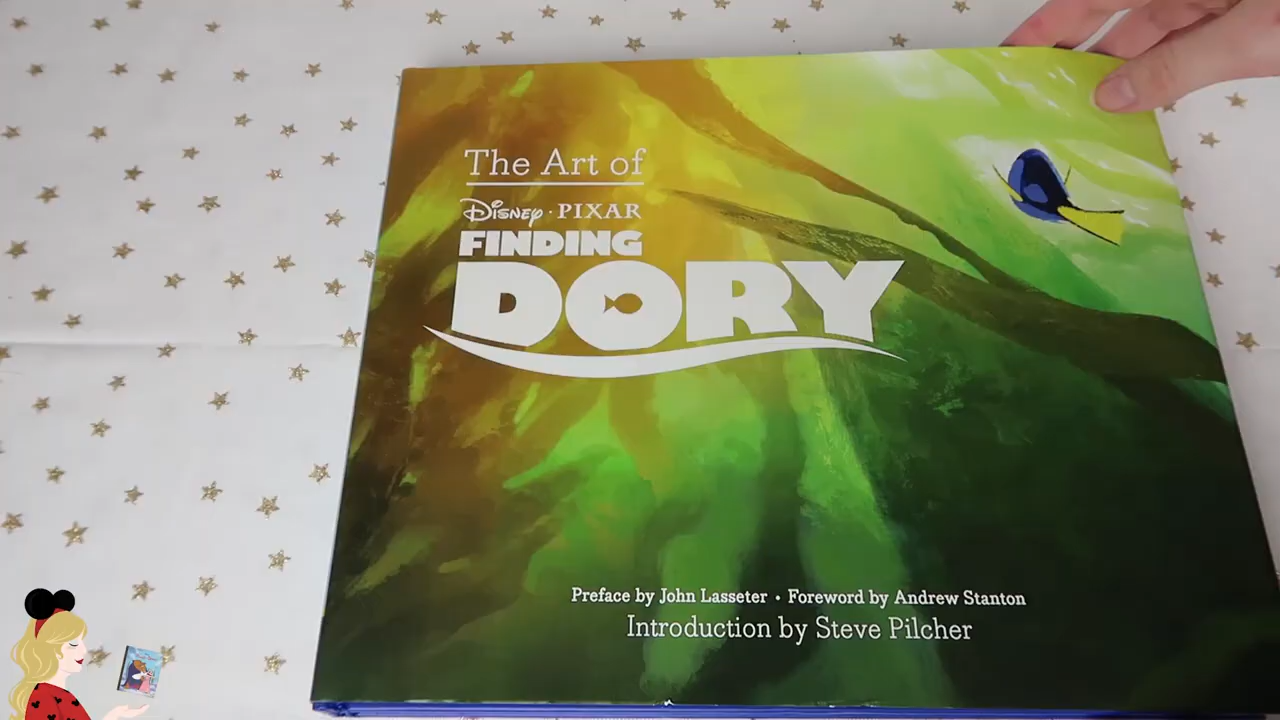 The Art of
Disney · PIXAR
FINDING
DORY
Preface by John Lasseter • Foreword by Andrew Stanton
Introduction by Steve Pilcher